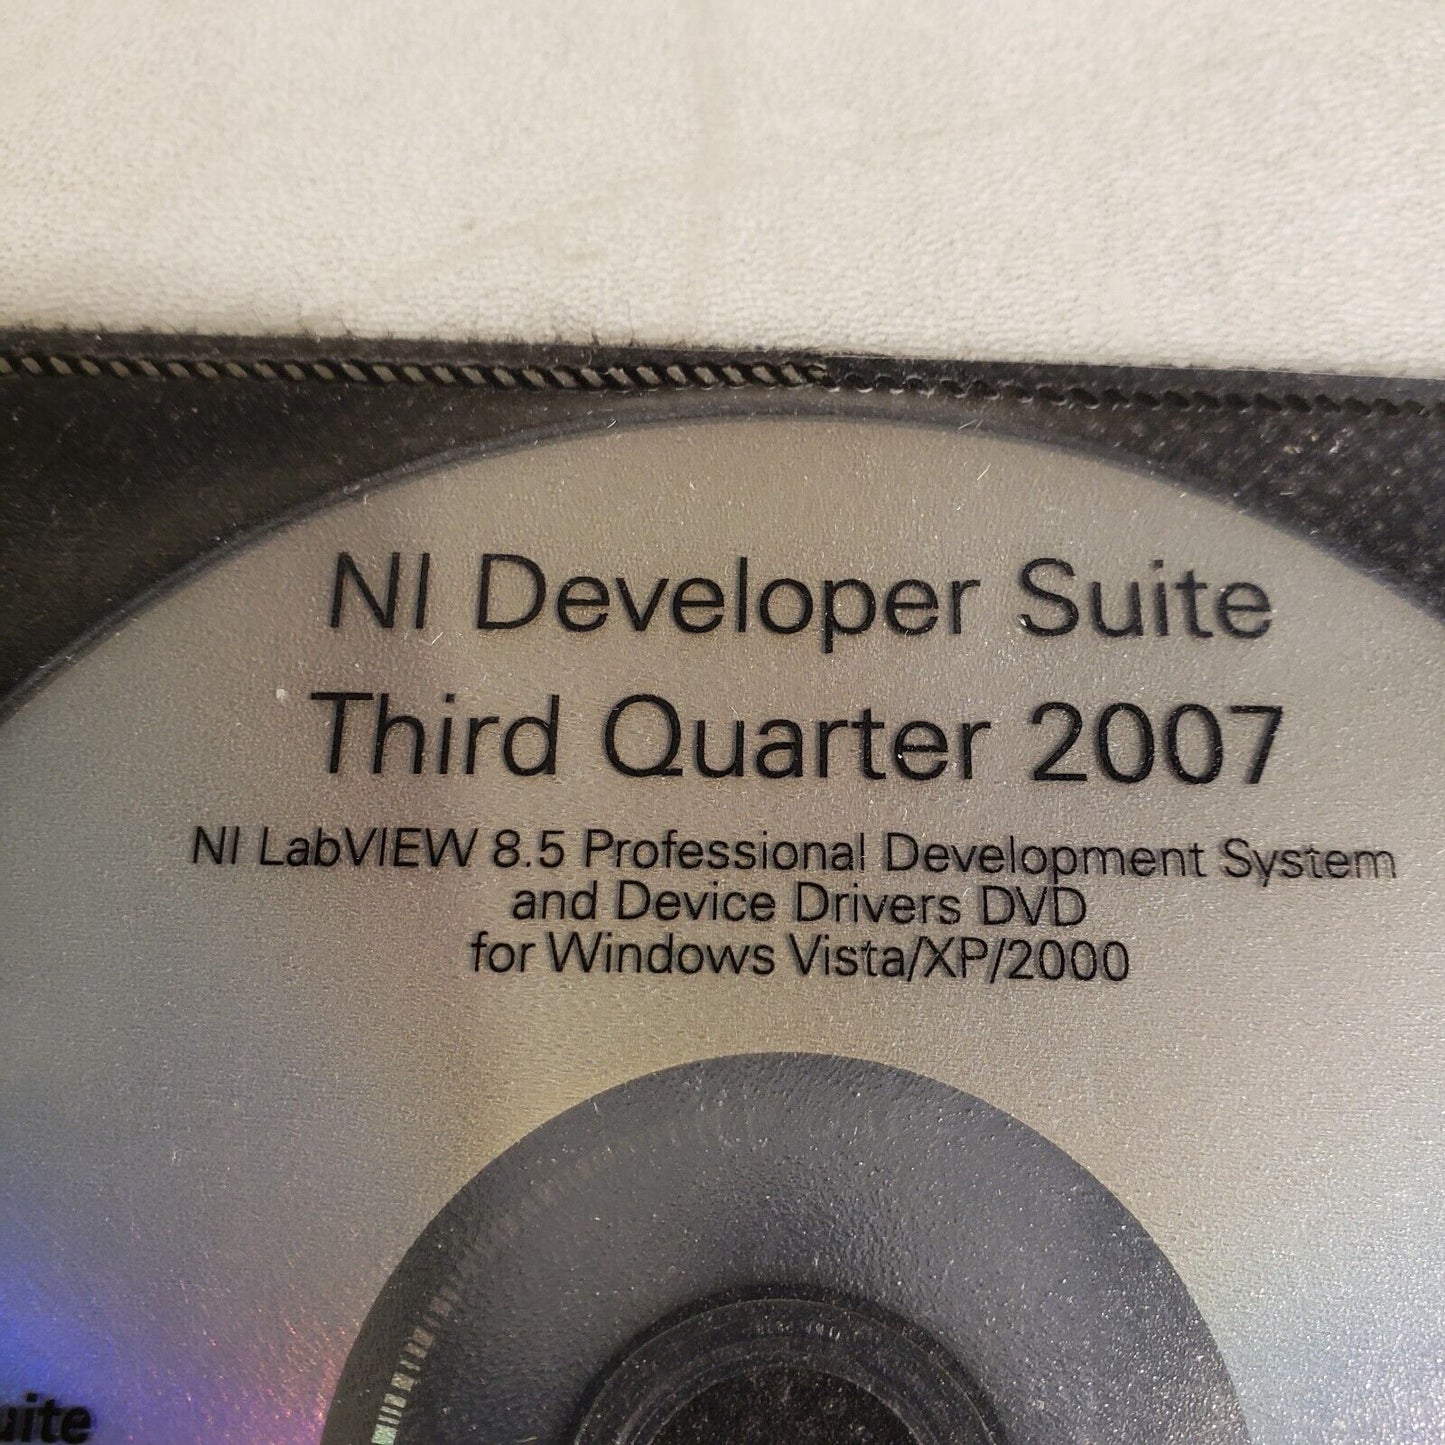 NI Developer Suite
Third Quarter 2007
NI LabVIEW 8.5 Professional Development System
and Device Drivers DVD
for Windows Vista/XP/2000